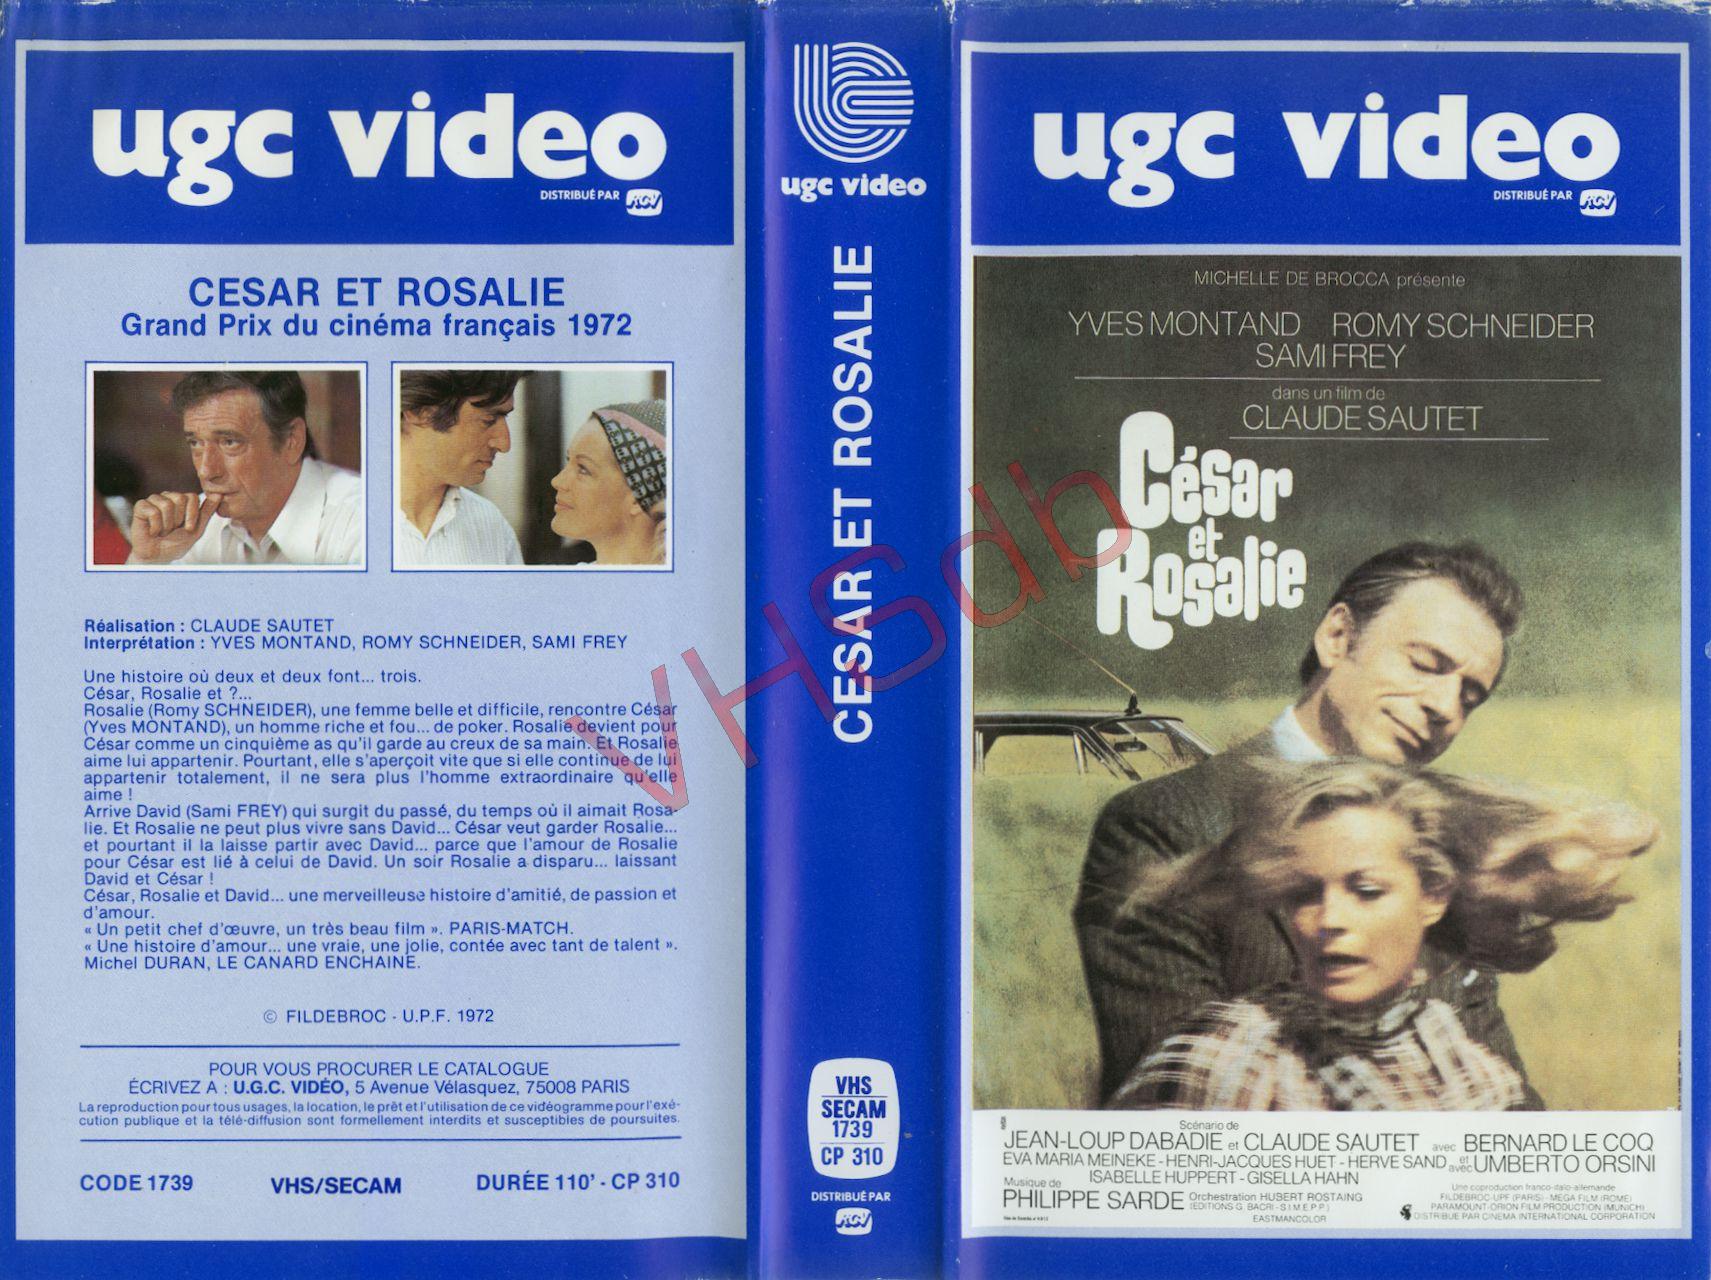 ugc video
DISTRIBUÉ PAR RCV
CESAR ET ROSALIE
Grand Prix du cinéma français 1972
Réalisation : CLAUDE SAUTET
Interprétation : YVES MONTAND, ROMY SCHNEIDER, SAMI FREY
Une histoire où deux et deux font... trois.
César, Rosalie et ?...
Rosalie (Romy SCHNEIDER), une femme belle et difficile, rencontre César
(Yves MONTAND), un homme riche et fou... de poker. Rosalie devient pour
César comme un cinquième as qu'il garde au creux de sa main. Et Rosalie
aime lui appartenir. Pourtant, elle s'aperçoit vite que si elle continue de lui
appartenir totalement, il ne sera plus l'homme extraordinaire qu'elle
aime !
Arrive David (Sami FREY) qui surgit du passé, du temps où il aimait Rosa-
lie. Et Rosalie ne peut plus vivre sans David... César veut garder Rosalie...
et pourtant il la laisse partir avec David... parce que l'amour de Rosalie
pour César est lié à celui de David. Un soir Rosalie a disparu... laissant
David et César !
César, Rosalie et David... une merveilleuse histoire d'amitié, de passion et
d'amour.
« Un petit chef d'œuvre, un très beau film ». PARIS-MATCH.
« Une histoire d'amour... une vraie, une jolie, contée avec tant de talent ».
Michel DURAN, LE CANARD ENCHAINE.
© FILDEBROC - U.P.F. 1972
POUR VOUS PROCURER LE CATALOGUE
ÉCRIVEZ A : U.G.C. VIDÉO, 5 Avenue Vélasquez, 75008 PARIS
La reproduction pour tous usages, la location, le prêt et l'utilisation de ce vidéogramme pour l'exé-
cution publique et la télé-diffusion sont formellement interdits et susceptibles de poursuites.
CODE 1739 VHS/SECAM DURÉE 110' - CP 310
ugc video
CESAR ET ROSALIE
VHS
SECAM
1739
CP 310
DISTRIBUÉ PAR
RCV
VHSdb
ugc video
DISTRIBUÉ PAR RCV
MICHELLE DE BROCCA présente
YVES MONTAND ROMY SCHNEIDER
SAMI FREY
dans un film de
CLAUDE SAUTET
César
et
Rosalie
Scénario de
JEAN-LOUP DABADIE et CLAUDE SAUTET avec BERNARD LE COQ
EVA MARIA MEINEKE - HENRI-JACQUES HUET - HERVE SAND et avec UMBERTO ORSINI
ISABELLE HUPPERT - GISELLA HAHN
Musique de
PHILIPPE SARDE Orchestration HUBERT ROSTAING
(EDITIONS G. BACRI - S.I.M.E.P.P.)
EASTMANCOLOR
Une coproduction franco-italo-allemande
FILDEBROC-UPF (PARIS) - MEGA FILM (ROME)
PARAMOUNT-ORION FILM PRODUCTION (MUNICH)
DISTRIBUE PAR CINEMA INTERNATIONAL CORPORATION